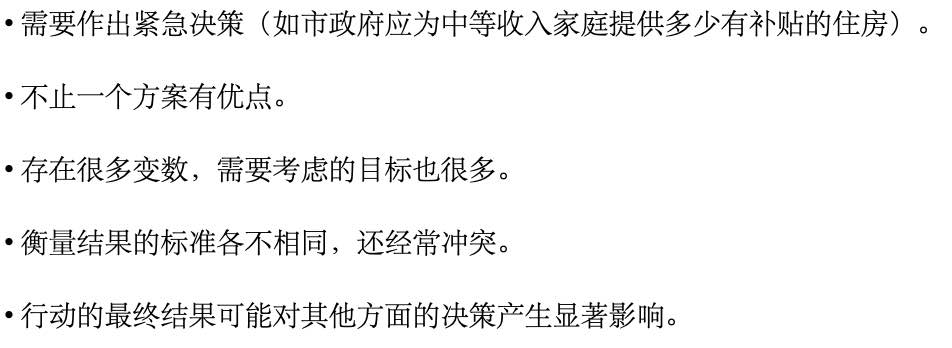 • 需要作出紧急决策（如市政府应为中等收入家庭提供多少有补贴的住房）。
• 不止一个方案有优点。
• 存在很多变数，需要考虑的目标也很多。
• 衡量结果的标准各不相同，还经常冲突。
• 行动的最终结果可能对其他方面的决策产生显著影响。